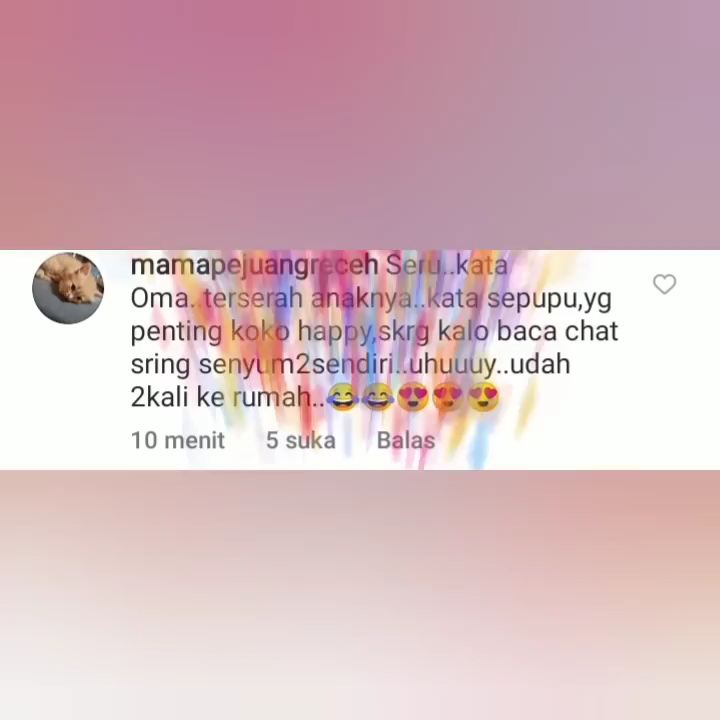 mamapejuangreceh Seru..kata
Oma..terserah anaknya..kata sepupu,yg
penting koko happy,skrg kalo baca chat
sring senyum2sendiri..uhuuuy..udah
2kali ke rumah..😂😂😍😍😍
10 menit 5 suka Balas